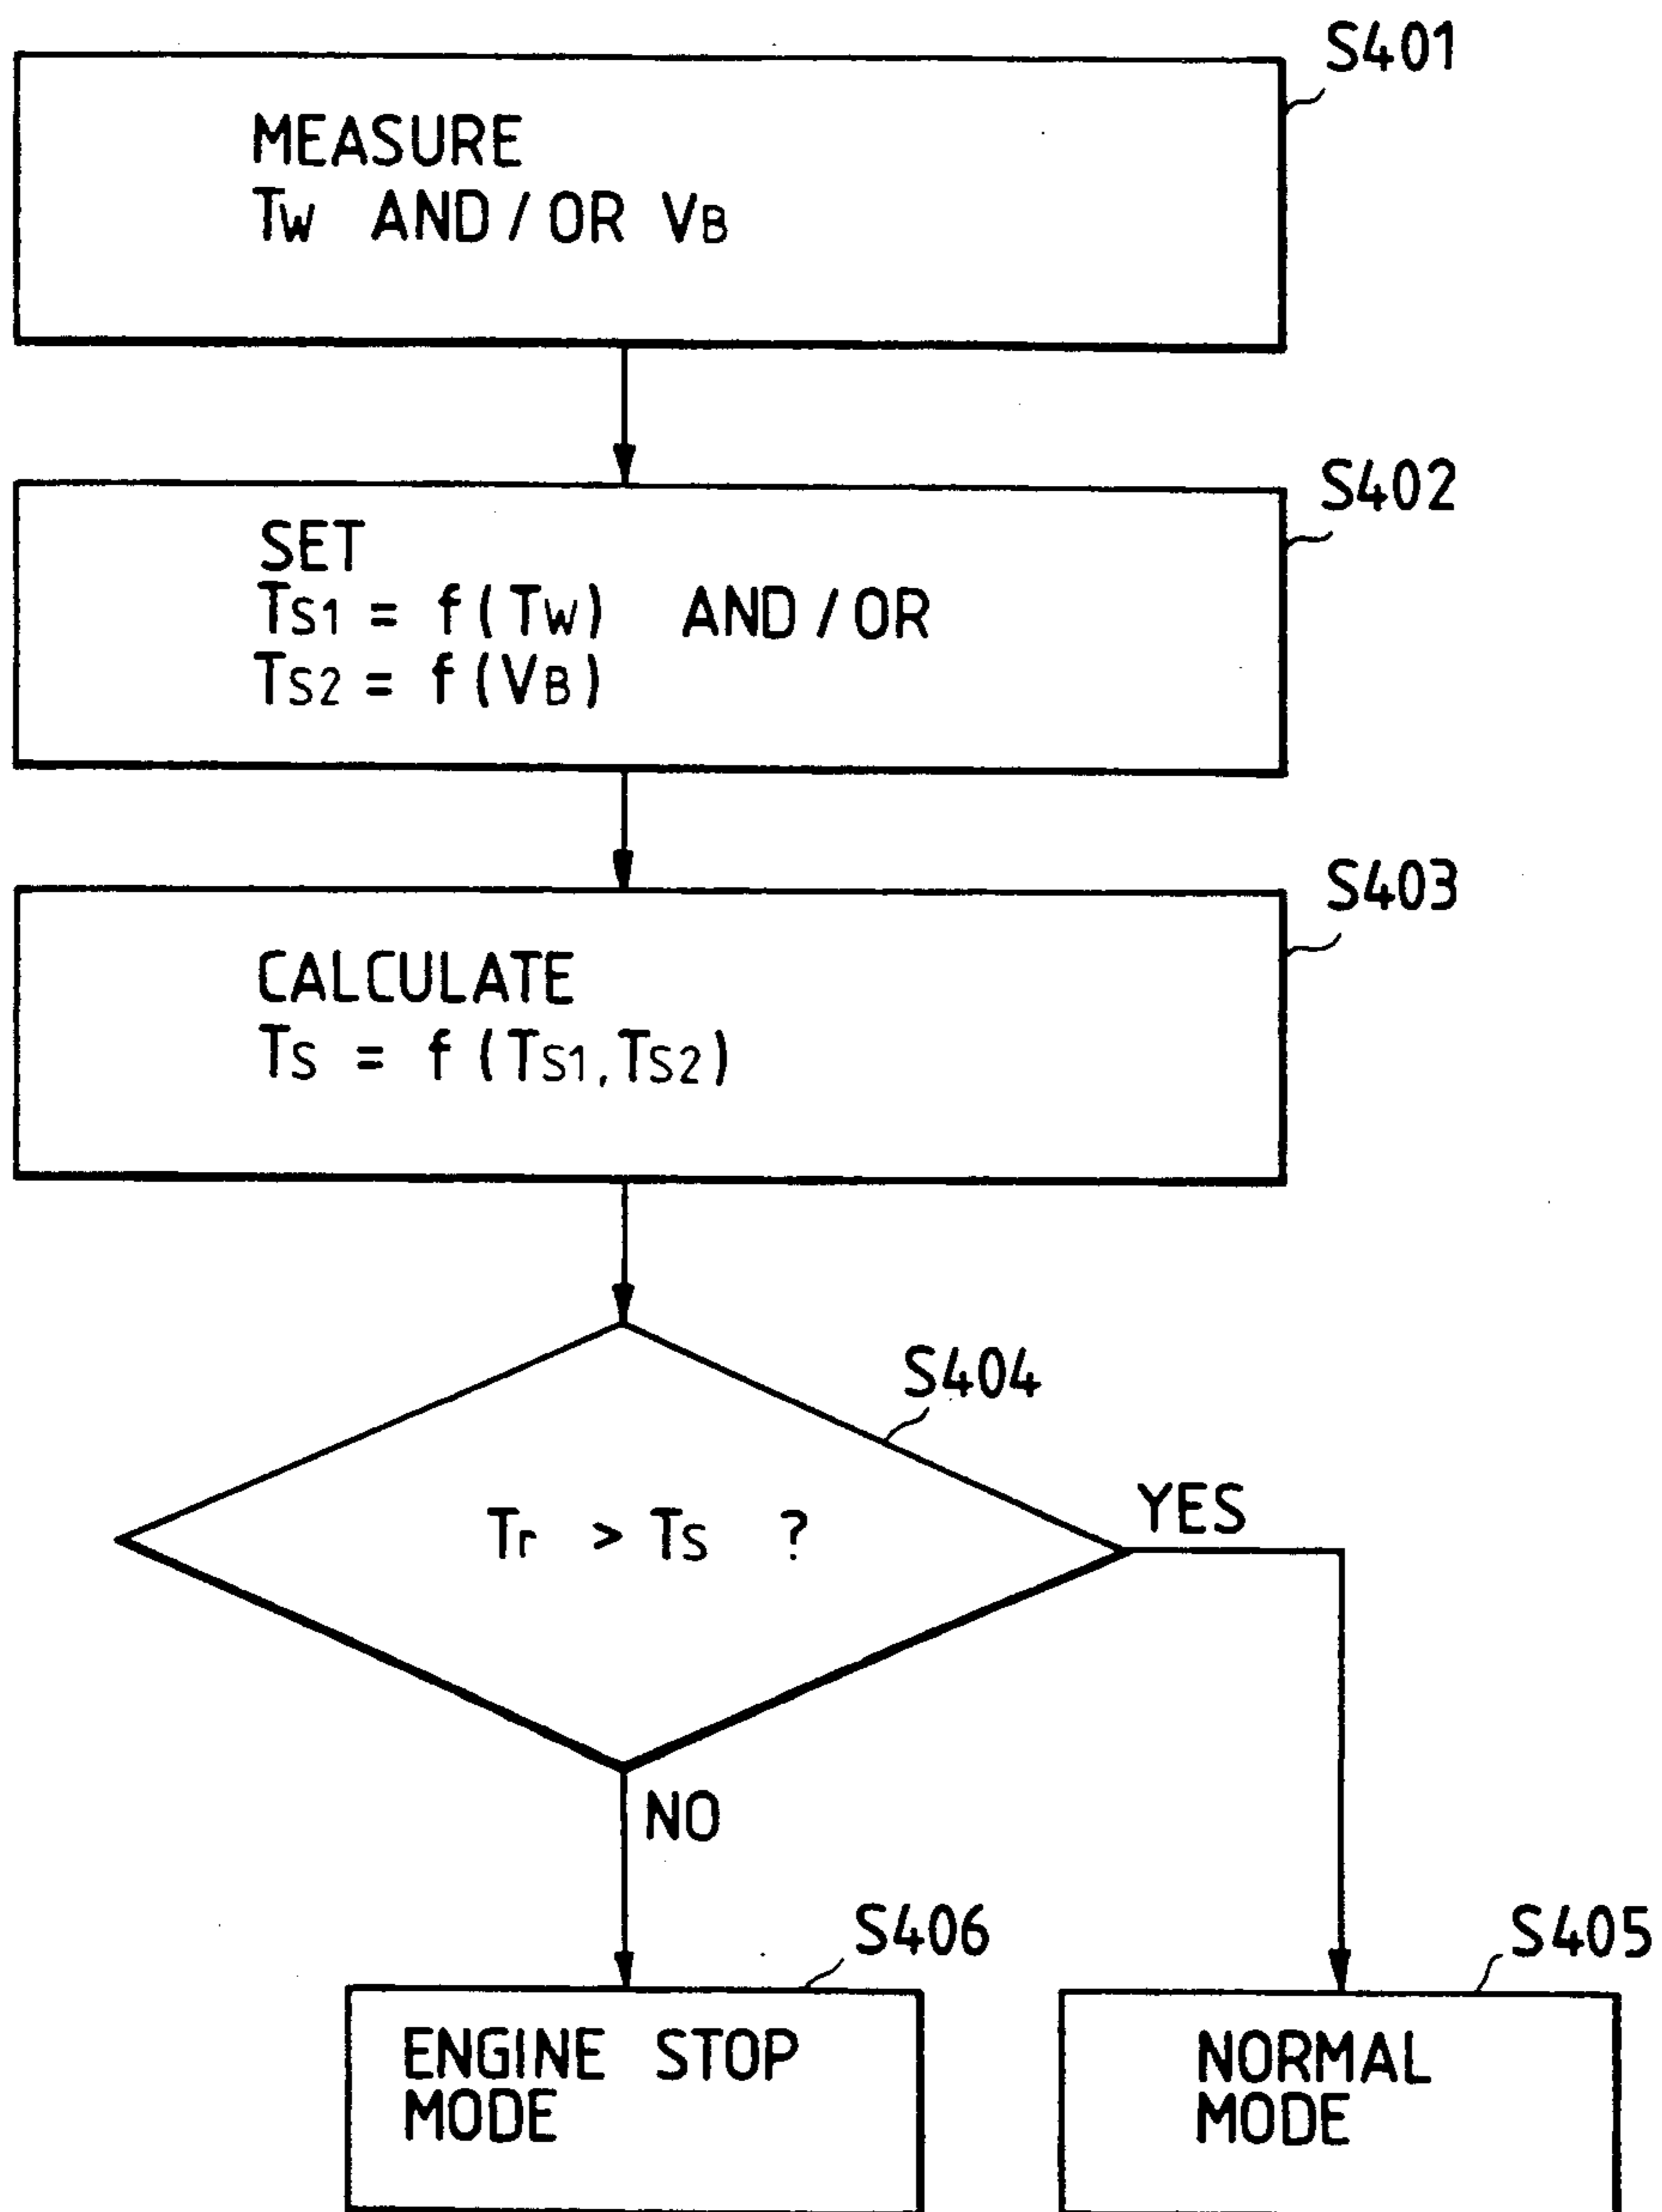 S401
MEASURE
TW AND/OR VB
S402
SET
TS1 = f(TW) AND/OR
TS2 = f(VB)
S403
CALCULATE
TS = f(TS1,TS2)
S404
Tr > TS ?
YES
NO
S406
S405
ENGINE STOP
MODE
NORMAL
MODE